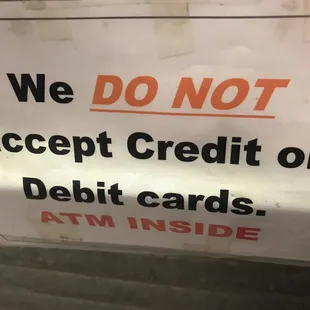 We DO NOT
ccept Credit o
Debit cards.
ATM INSIDE